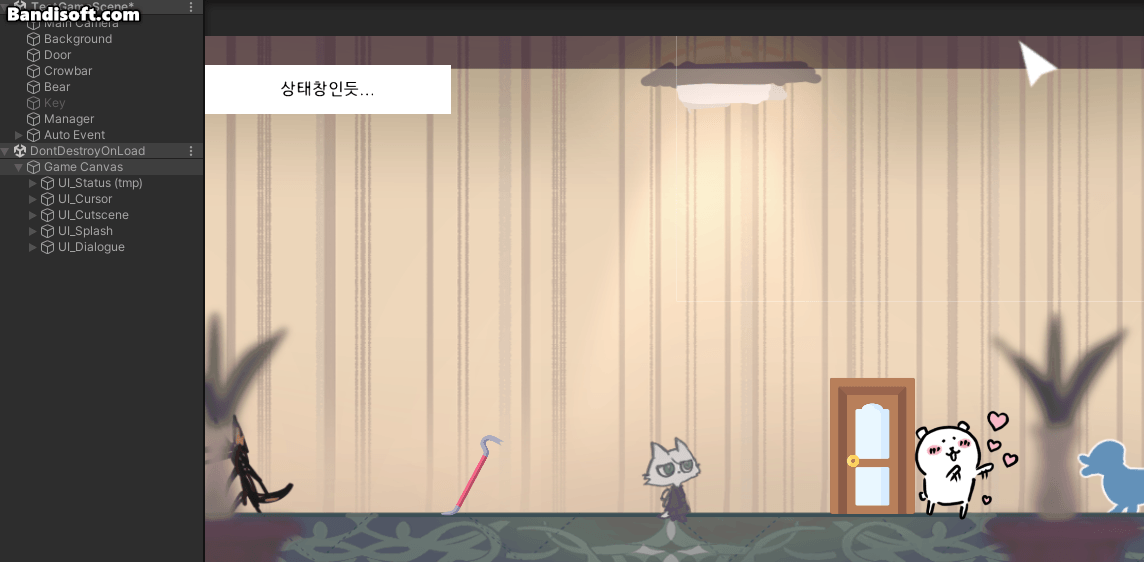 Bandisoft.com
Main Camera
Background
Door
Crowbar
Bear
Key
Manager
Auto Event
DontDestroyOnLoad
Game Canvas
UI_Status (tmp)
UI_Cursor
UI_Cutscene
UI_Splash
UI_Dialogue
상태창인듯...